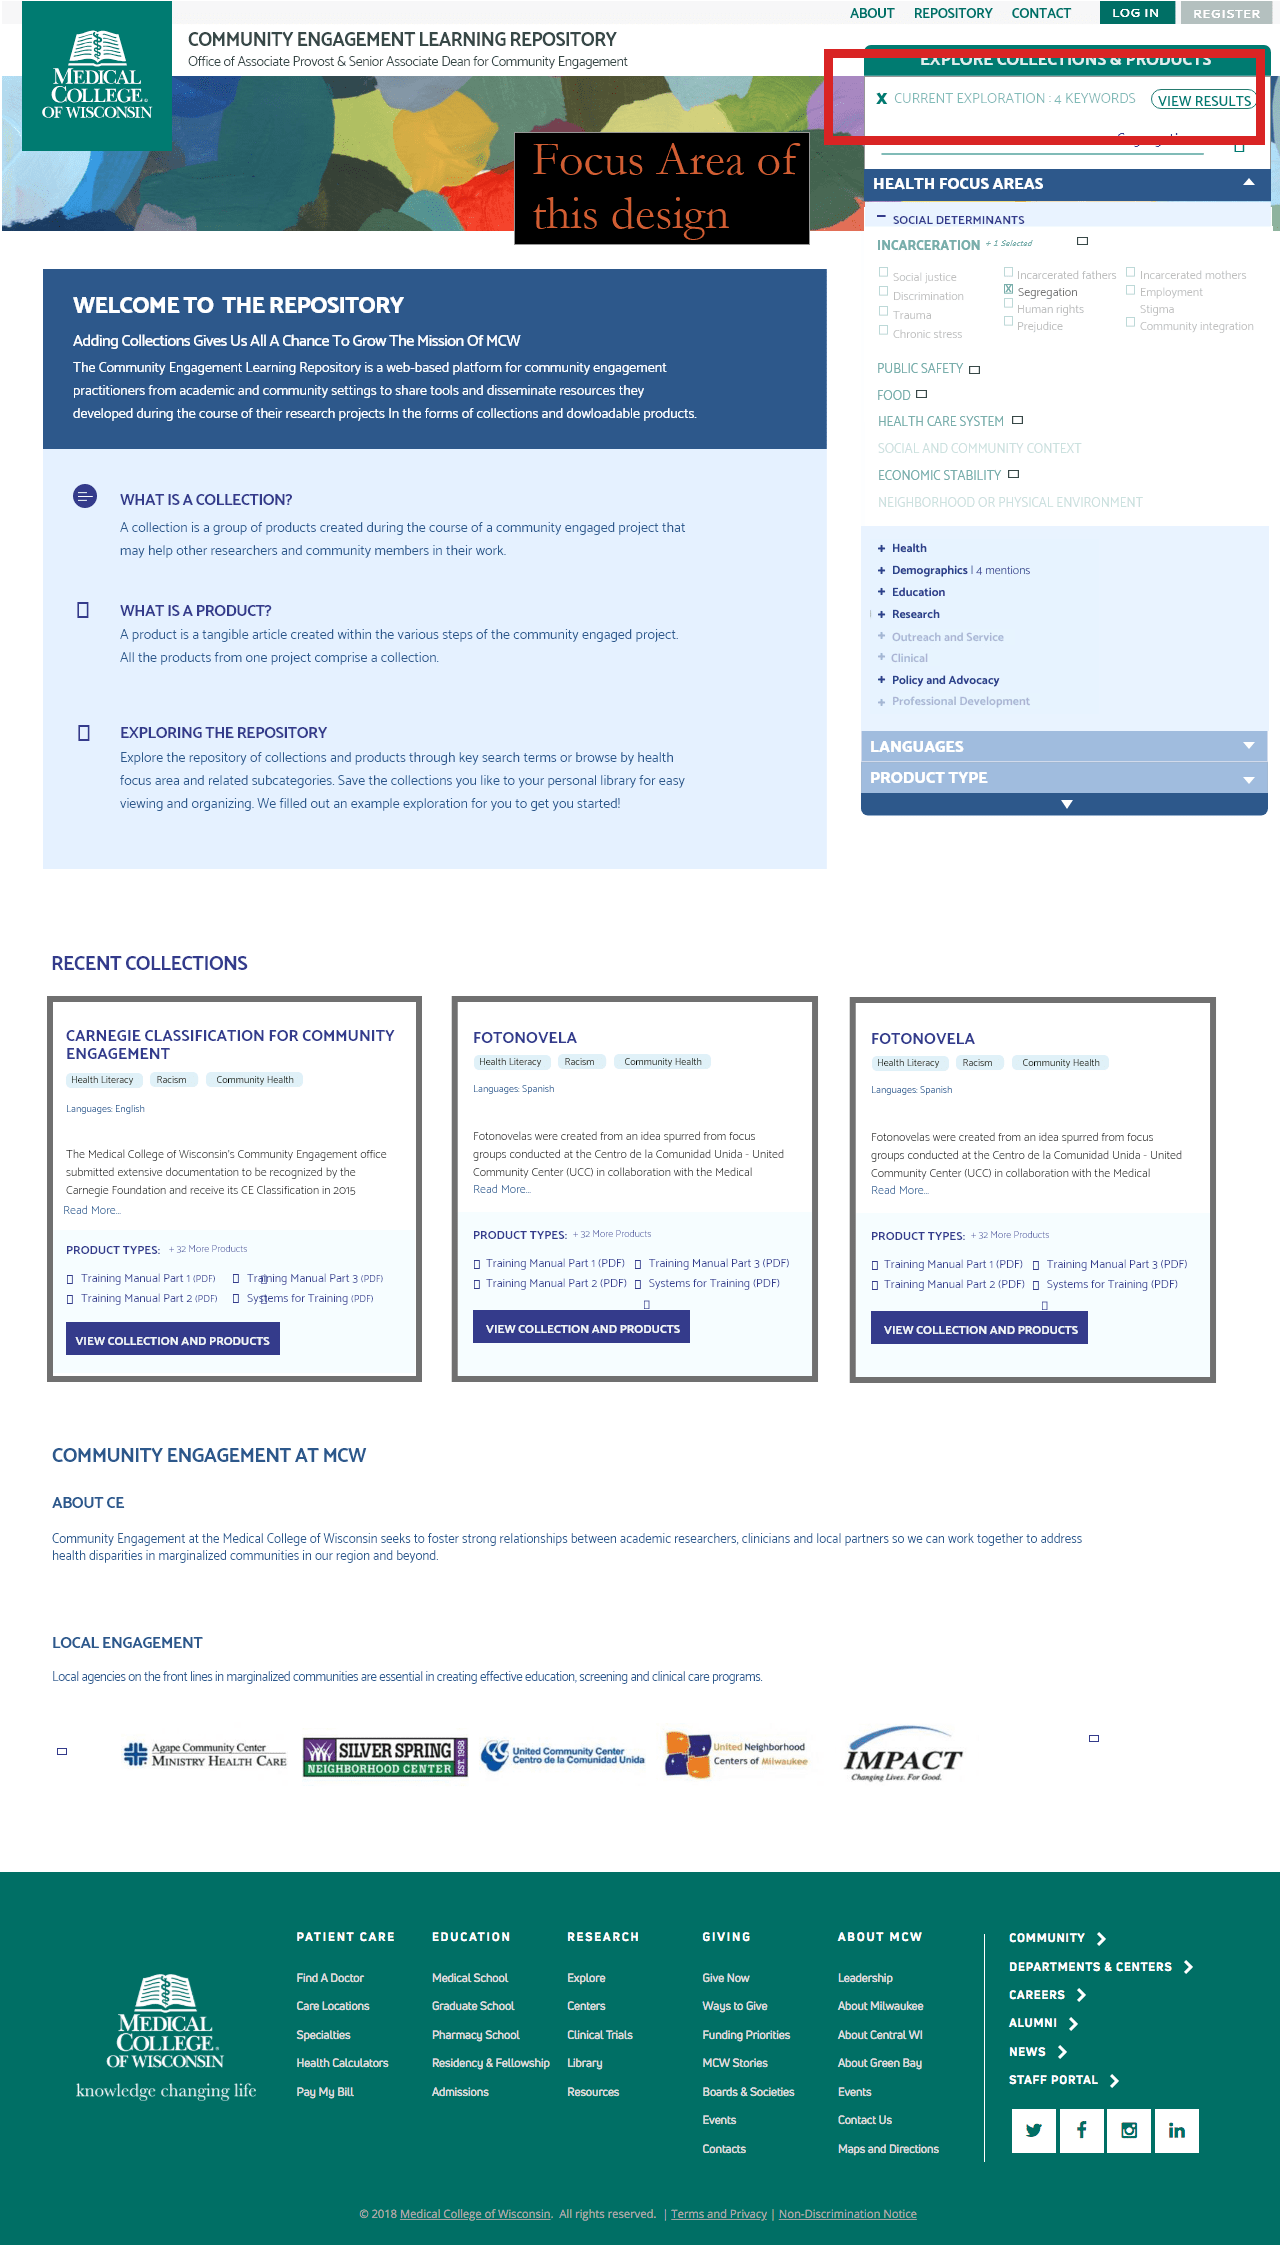 ABOUT REPOSITORY CONTACT LOG IN REGISTER
MEDICAL
COLLEGE
OF WISCONSIN
COMMUNITY ENGAGEMENT LEARNING REPOSITORY
Office of Associate Provost & Senior Associate Dean for Community Engagement
EXPLORE COLLECTIONS & PRODUCTS
X CURRENT EXPLORATION : 4 KEYWORDS VIEW RESULTS
Focus Area of
this design
HEALTH FOCUS AREAS
SOCIAL DETERMINANTS
INCARCERATION + 1 Selected
Social justice
Discrimination
Trauma
Chronic stress
Incarcerated fathers
Segregation
Human rights
Prejudice
Incarcerated mothers
Employment
Stigma
Community integration
PUBLIC SAFETY
FOOD
HEALTH CARE SYSTEM
SOCIAL AND COMMUNITY CONTEXT
ECONOMIC STABILITY
NEIGHBORHOOD OR PHYSICAL ENVIRONMENT
+ Health
+ Demographics | 4 mentions
+ Education
+ Research
+ Outreach and Service
+ Clinical
+ Policy and Advocacy
+ Professional Development
LANGUAGES
PRODUCT TYPE
WELCOME TO THE REPOSITORY
Adding Collections Gives Us All A Chance To Grow The Mission Of MCW
The Community Engagement Learning Repository is a web-based platform for community engagement
practitioners from academic and community settings to share tools and disseminate resources they
developed during the course of their research projects In the forms of collections and dowloadable products.
WHAT IS A COLLECTION?
A collection is a group of products created during the course of a community engaged project that
may help other researchers and community members in their work.
WHAT IS A PRODUCT?
A product is a tangible article created within the various steps of the community engaged project.
All the products from one project comprise a collection.
EXPLORING THE REPOSITORY
Explore the repository of collections and products through key search terms or browse by health
focus area and related subcategories. Save the collections you like to your personal library for easy
viewing and organizing. We filled out an example exploration for you to get you started!
RECENT COLLECTIONS
CARNEGIE CLASSIFICATION FOR COMMUNITY
ENGAGEMENT
Health Literacy Racism Community Health
Languages: English
The Medical College of Wisconsin's Community Engagement office
submitted extensive documentation to be recognized by the
Carnegie Foundation and receive its CE Classification in 2015
Read More...
PRODUCT TYPES: + 32 More Products
Training Manual Part 1 (PDF) Training Manual Part 3 (PDF)
Training Manual Part 2 (PDF) Systems for Training (PDF)
VIEW COLLECTION AND PRODUCTS
FOTONOVELA
Health Literacy Racism Community Health
Languages: Spanish
Fotonovelas were created from an idea spurred from focus
groups conducted at the Centro de la Comunidad Unida - United
Community Center (UCC) in collaboration with the Medical
Read More...
PRODUCT TYPES: + 32 More Products
Training Manual Part 1 (PDF) Training Manual Part 3 (PDF)
Training Manual Part 2 (PDF) Systems for Training (PDF)
VIEW COLLECTION AND PRODUCTS
FOTONOVELA
Health Literacy Racism Community Health
Languages: Spanish
Fotonovelas were created from an idea spurred from focus
groups conducted at the Centro de la Comunidad Unida - United
Community Center (UCC) in collaboration with the Medical
Read More...
PRODUCT TYPES: + 32 More Products
Training Manual Part 1 (PDF) Training Manual Part 3 (PDF)
Training Manual Part 2 (PDF) Systems for Training (PDF)
VIEW COLLECTION AND PRODUCTS
COMMUNITY ENGAGEMENT AT MCW
ABOUT CE
Community Engagement at the Medical College of Wisconsin seeks to foster strong relationships between academic researchers, clinicians and local partners so we can work together to address
health disparities in marginalized communities in our region and beyond.
LOCAL ENGAGEMENT
Local agencies on the front lines in marginalized communities are essential in creating effective education, screening and clinical care programs.
Agape Community Center
MINISTRY HEALTH CARE
SILVER SPRING
NEIGHBORHOOD CENTER
EST. 1958
United Community Center
Centro de la Comunidad Unida
United Neighborhood
Centers of Milwaukee
IMPACT
Changing Lives. For Good.
MEDICAL
COLLEGE
OF WISCONSIN
knowledge changing life
PATIENT CARE
Find A Doctor
Care Locations
Specialties
Health Calculators
Pay My Bill
EDUCATION
Medical School
Graduate School
Pharmacy School
Residency & Fellowship
Admissions
RESEARCH
Explore
Centers
Clinical Trials
Library
Resources
GIVING
Give Now
Ways to Give
Funding Priorities
MCW Stories
Boards & Societies
Events
Contacts
ABOUT MCW
Leadership
About Milwaukee
About Central WI
About Green Bay
Events
Contact Us
Maps and Directions
COMMUNITY
DEPARTMENTS & CENTERS
CAREERS
ALUMNI
NEWS
STAFF PORTAL
© 2018 Medical College of Wisconsin. All rights reserved. | Terms and Privacy | Non-Discrimination Notice